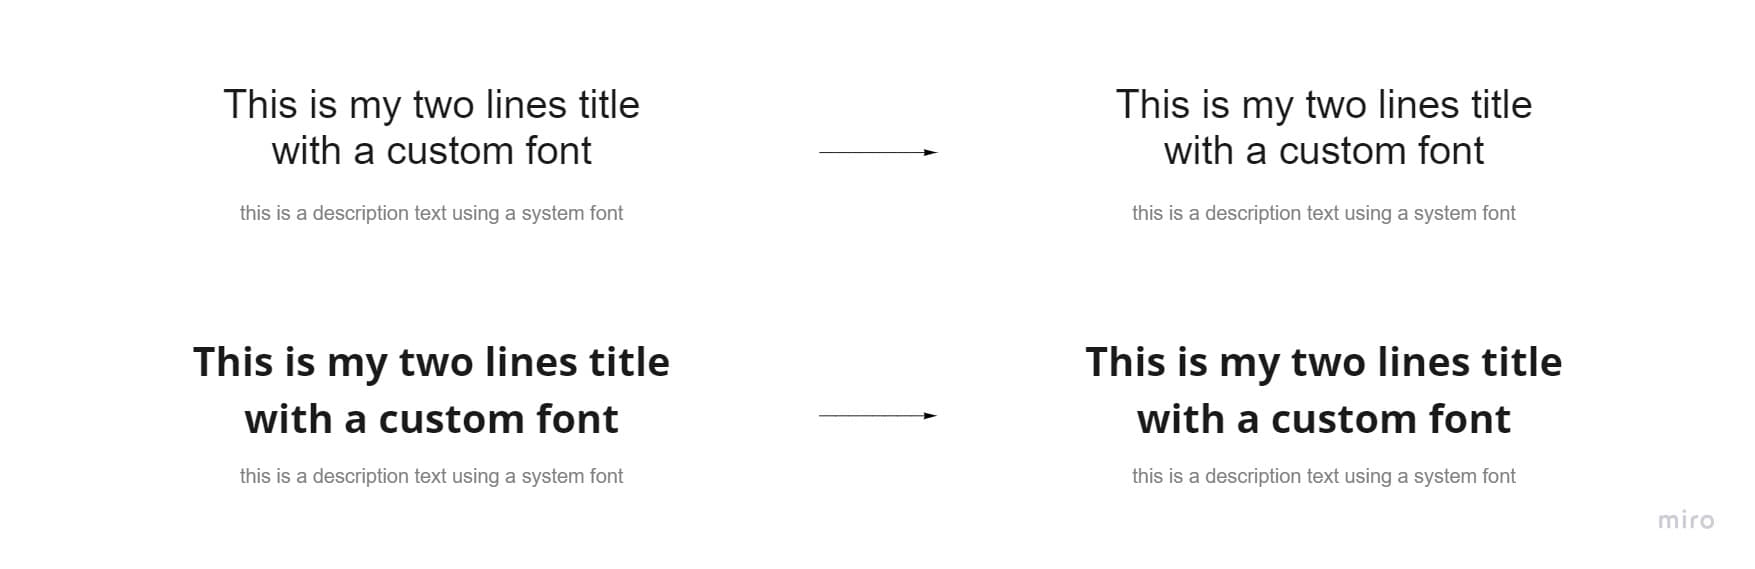 This is my two lines title
with a custom font
this is a description text using a system font
This is my two lines title
with a custom font
this is a description text using a system font
This is my two lines title
with a custom font
this is a description text using a system font
This is my two lines title
with a custom font
this is a description text using a system font
miro